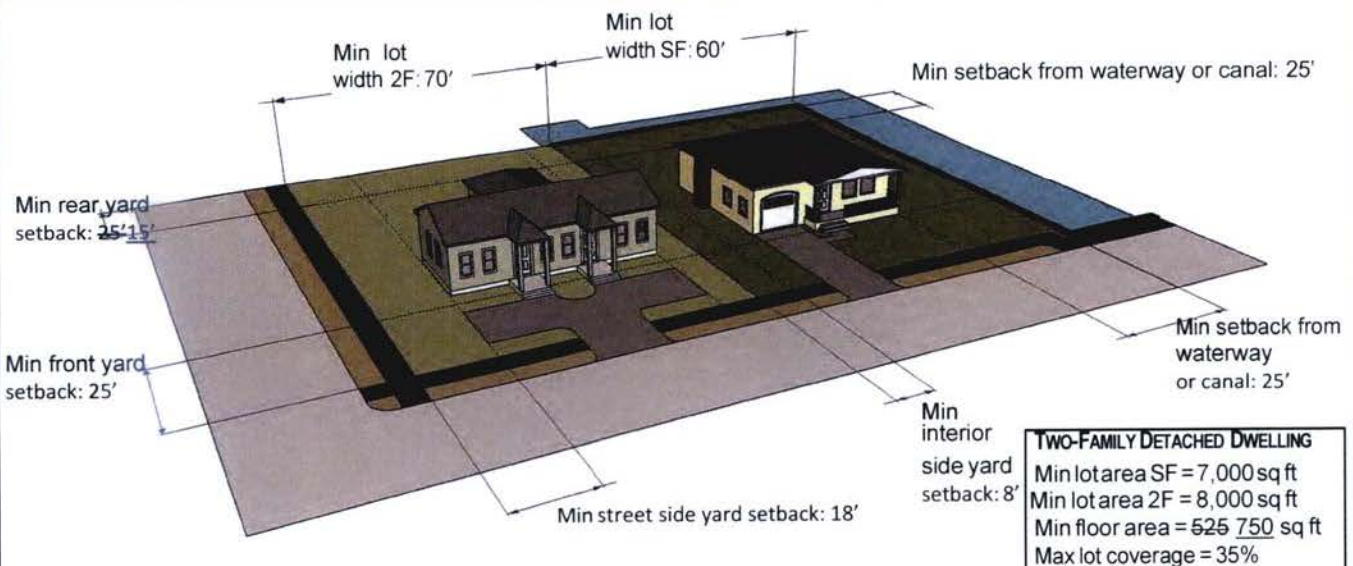 Min lot
width 2F: 70'
Min lot
width SF: 60'
Min setback from waterway or canal: 25'
Min rear yard
setback: 25' 15'
Min front yard
setback: 25'
Min street side yard setback: 18'
Min
interior
side yard
setback: 8'
Min setback from
waterway
or canal: 25'
TWO-FAMILY DETACHED DWELLING
Min lot area SF = 7,000 sq ft
Min lot area 2F = 8,000 sq ft
Min floor area = 525 750 sq ft
Max lot coverage = 35%